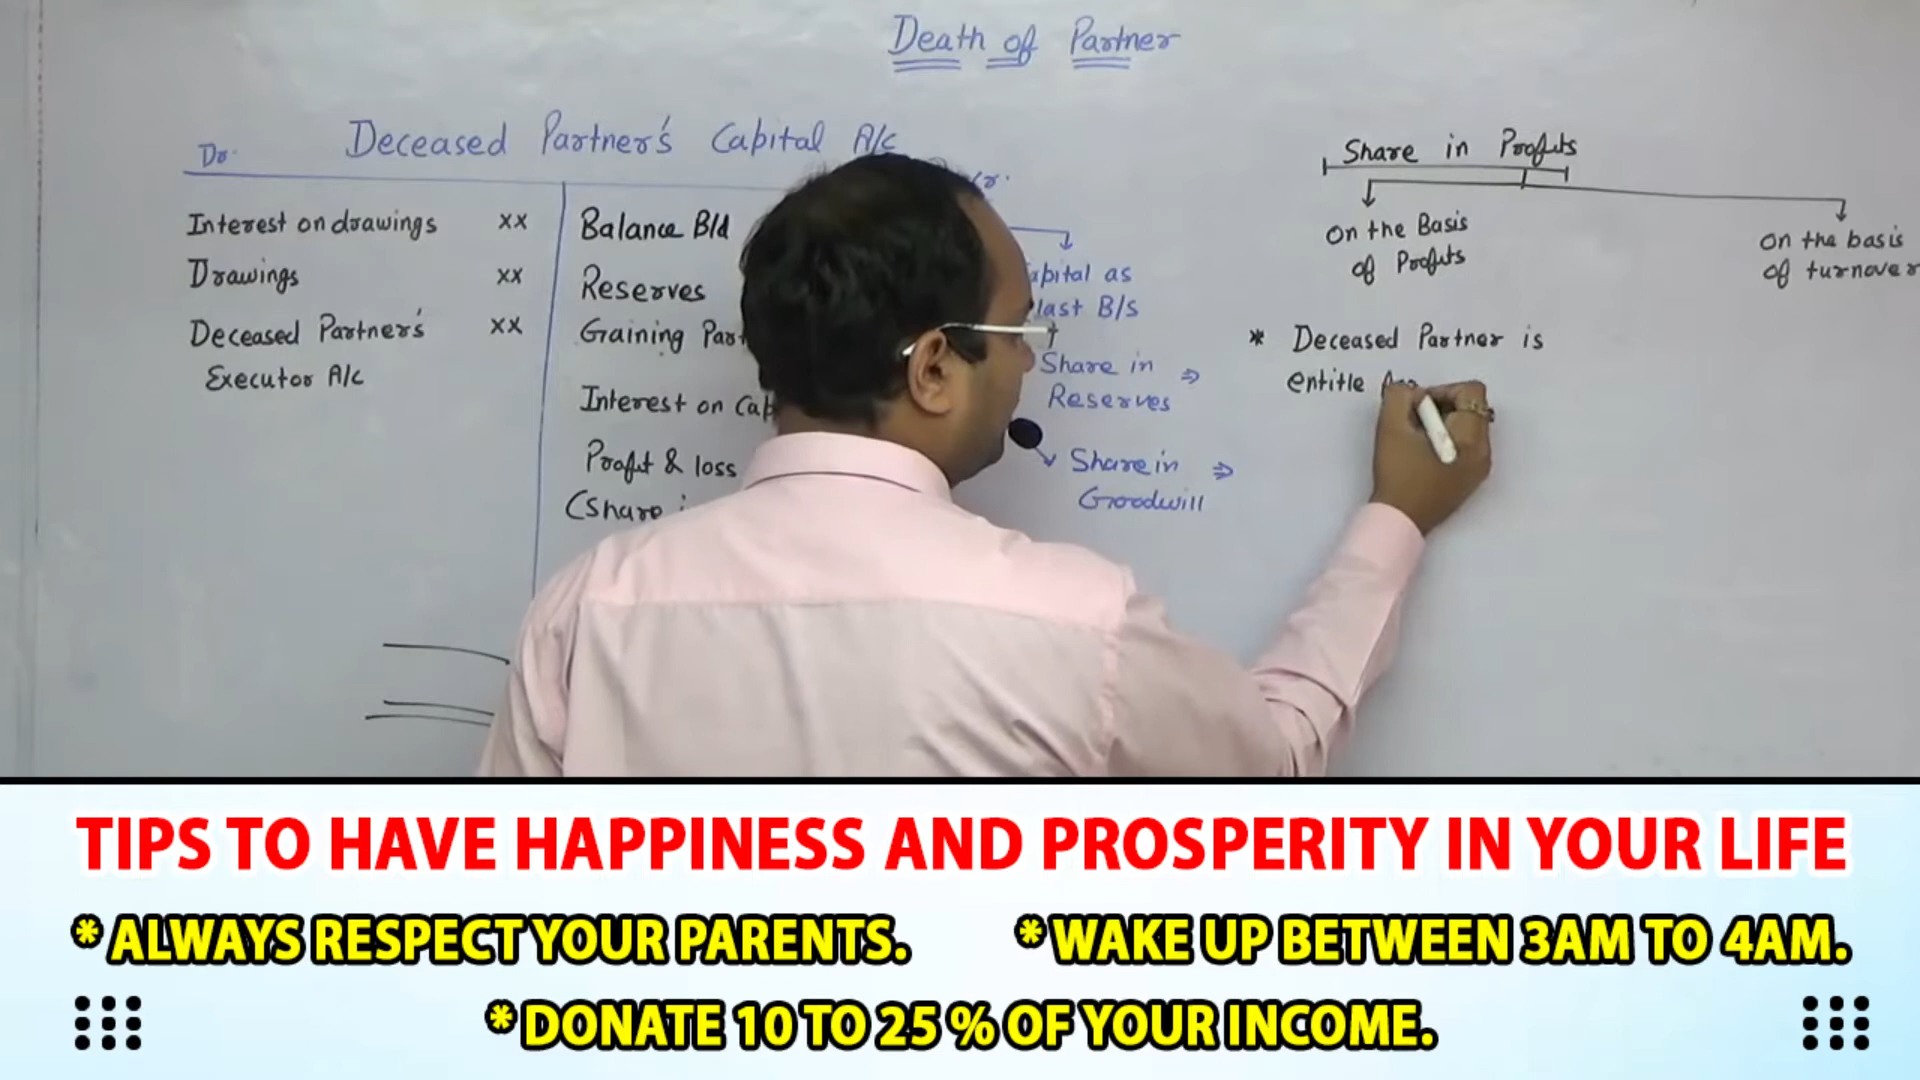 Death of Partner
Deceased Partner's Capital A/c
Dr.
Interest on drawings xx
Drawings xx
Deceased Partner's xx
Executor A/c
Balance B/d
Reserves
Gaining
Interest on
Profit & loss
(Share
as
last B/S
Share in ⇒
Reserves
Share in ⇒
Goodwill
Share in Profits
On the Basis
of Profits
On the basis
of turnover
* Deceased Partner is
entitle
TIPS TO HAVE HAPPINESS AND PROSPERITY IN YOUR LIFE
* ALWAYS RESPECT YOUR PARENTS.
* WAKE UP BETWEEN 3AM TO 4AM.
* DONATE 10 TO 25 % OF YOUR INCOME.